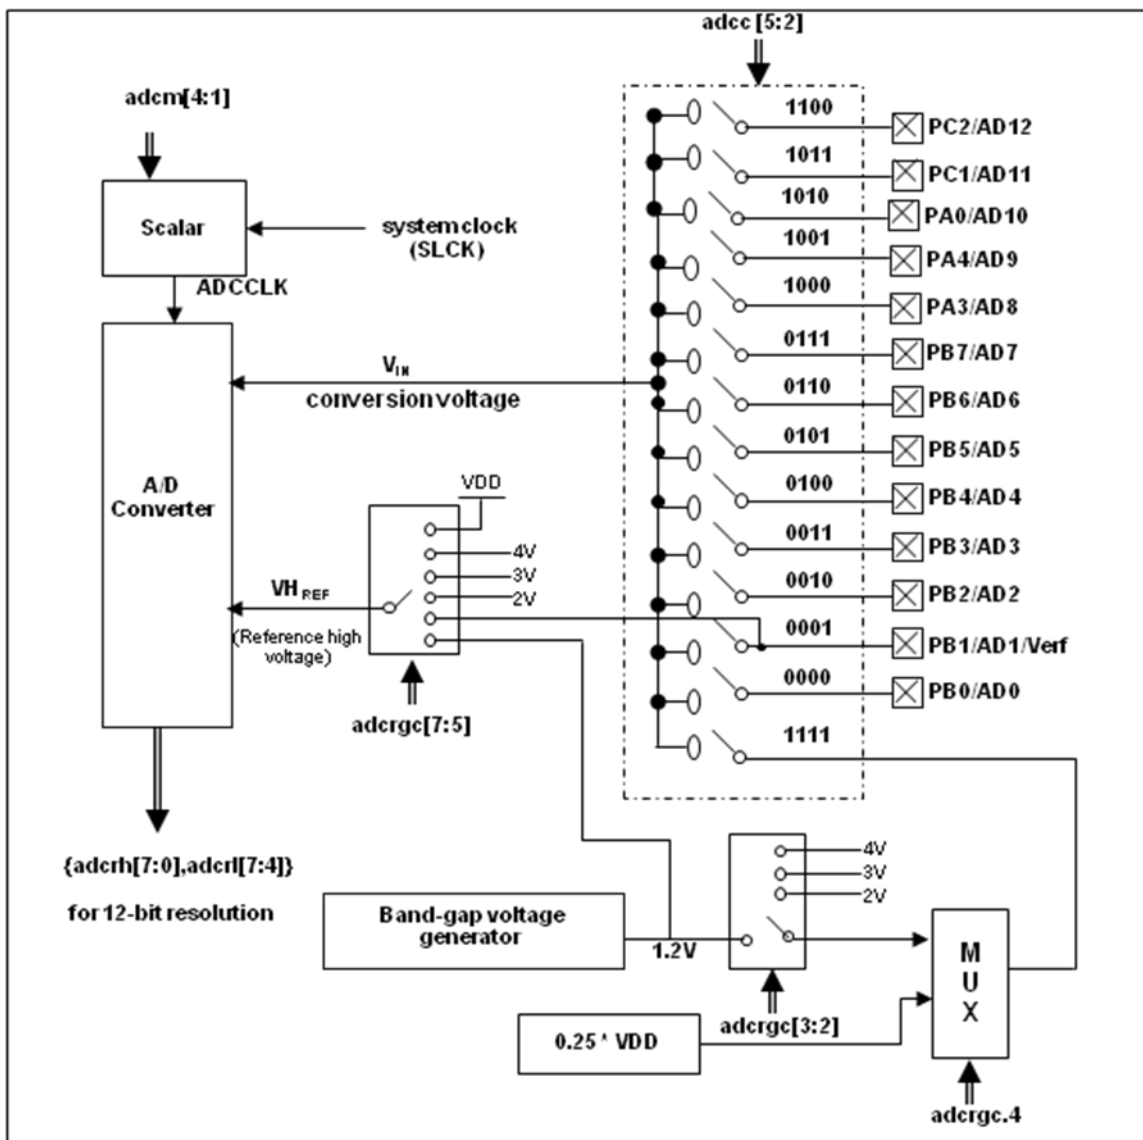 adcc [5:2]
adcm[4:1]
Scalar
system clock
(SLCK)
ADCCLK
1100
PC2/AD12
1011
PC1/AD11
1010
PA0/AD10
1001
PA4/AD9
1000
PA3/AD8
0111
PB7/AD7
0110
PB6/AD6
0101
PB5/AD5
0100
PB4/AD4
0011
PB3/AD3
0010
PB2/AD2
0001
PB1/AD1/Verf
0000
PB0/AD0
1111
VIN
conversion voltage
A/D
Converter
VDD
4V
3V
2V
VH REF
(Reference high
voltage)
adcrgc[7:5]
{adcrh[7:0],adcrl[7:4]}
for 12-bit resolution
Band-gap voltage
generator
1.2V
4V
3V
2V
adcrgc[3:2]
0.25 * VDD
M
U
X
adcrgc.4